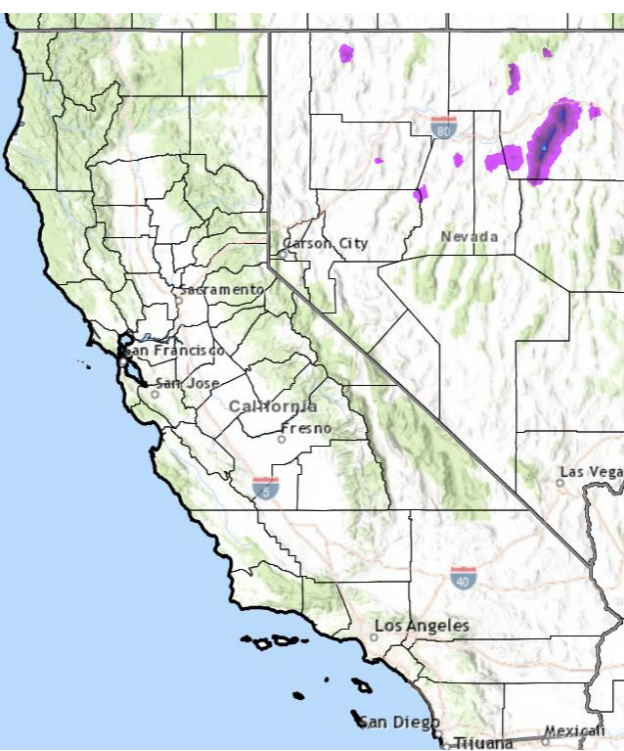 80
Carson City
Nevada
Sacramento
San Francisco
San Jose
California
Fresno
Las Vega
5
40
Los Angeles
San Diego
Tijuana
Mexicali